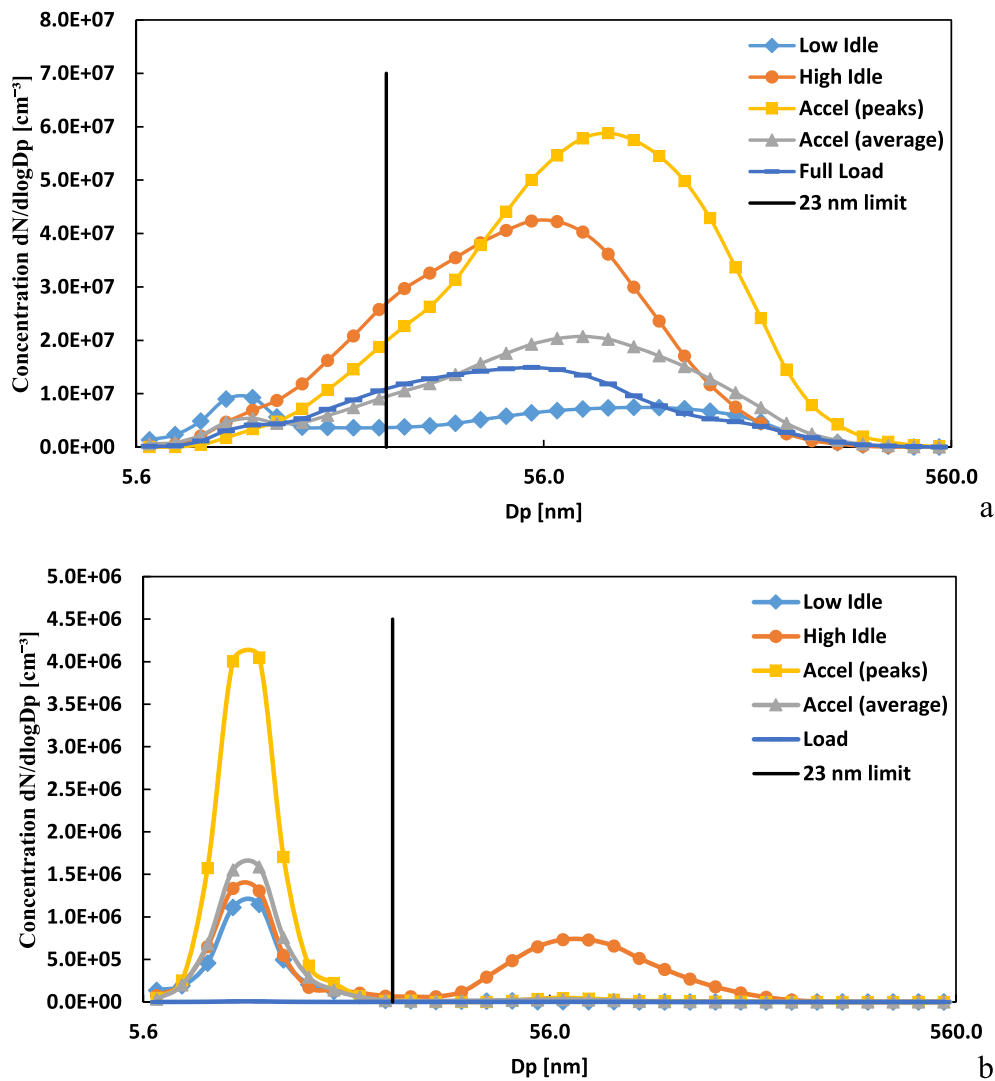 8.0E+07
7.0E+07
6.0E+07
5.0E+07
4.0E+07
3.0E+07
2.0E+07
1.0E+07
0.0E+00
Concentration dN/dlogDp [cm⁻³]
5.6
56.0
560.0
Dp [nm]
Low Idle
High Idle
Accel (peaks)
Accel (average)
Full Load
23 nm limit
a
5.0E+06
4.5E+06
4.0E+06
3.5E+06
3.0E+06
2.5E+06
2.0E+06
1.5E+06
1.0E+06
5.0E+05
0.0E+00
Concentration dN/dlogDp [cm⁻³]
5.6
56.0
560.0
Dp [nm]
Low Idle
High Idle
Accel (peaks)
Accel (average)
Load
23 nm limit
b